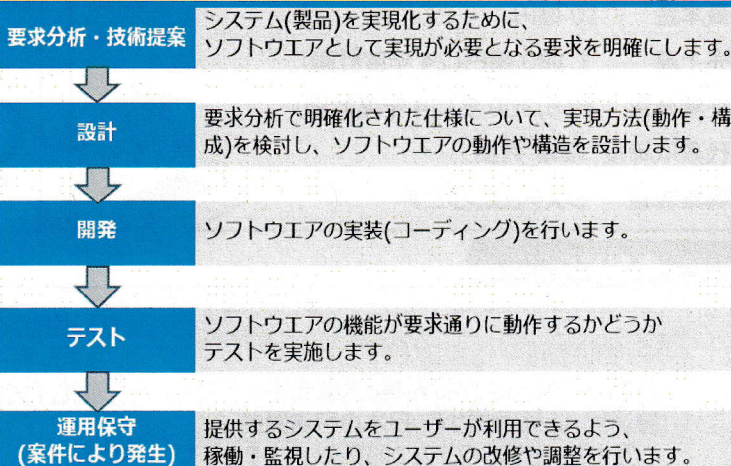 要求分析・技術提案
システム(製品)を実現化するために、
ソフトウエアとして実現が必要となる要求を明確にします。
設計
要求分析で明確化された仕様について、実現方法(動作・構
成)を検討し、ソフトウエアの動作や構造を設計します。
開発
ソフトウエアの実装(コーディング)を行います。
テスト
ソフトウエアの機能が要求通りに動作するかどうか
テストを実施します。
運用保守
(案件により発生)
提供するシステムをユーザーが利用できるよう、
稼働・監視したり、システムの改修や調整を行います。